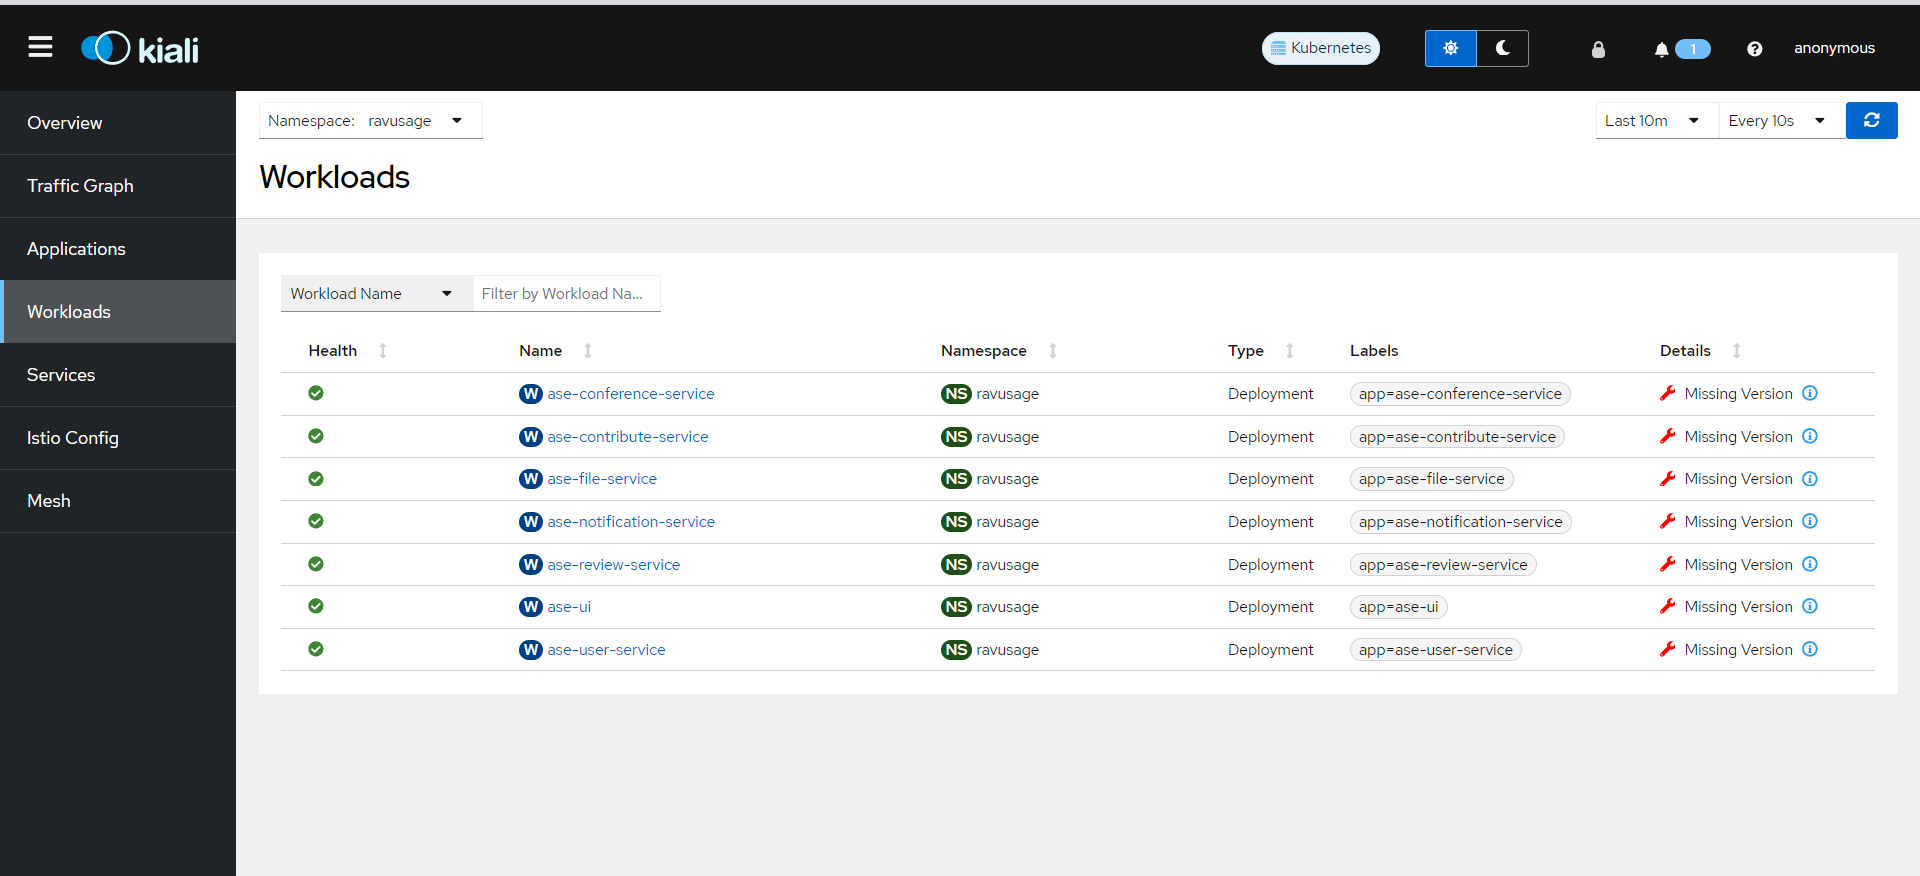 kiali
Kubernetes
1
anonymous
Overview
Traffic Graph
Applications
Workloads
Services
Istio Config
Mesh
Namespace: ravusage
Last 10m
Every 10s
Workloads
Workload Name
Filter by Workload Na...
Health Name Namespace Type Labels Details
W ase-conference-service NS ravusage Deployment app=ase-conference-service Missing Version
W ase-contribute-service NS ravusage Deployment app=ase-contribute-service Missing Version
W ase-file-service NS ravusage Deployment app=ase-file-service Missing Version
W ase-notification-service NS ravusage Deployment app=ase-notification-service Missing Version
W ase-review-service NS ravusage Deployment app=ase-review-service Missing Version
W ase-ui NS ravusage Deployment app=ase-ui Missing Version
W ase-user-service NS ravusage Deployment app=ase-user-service Missing Version